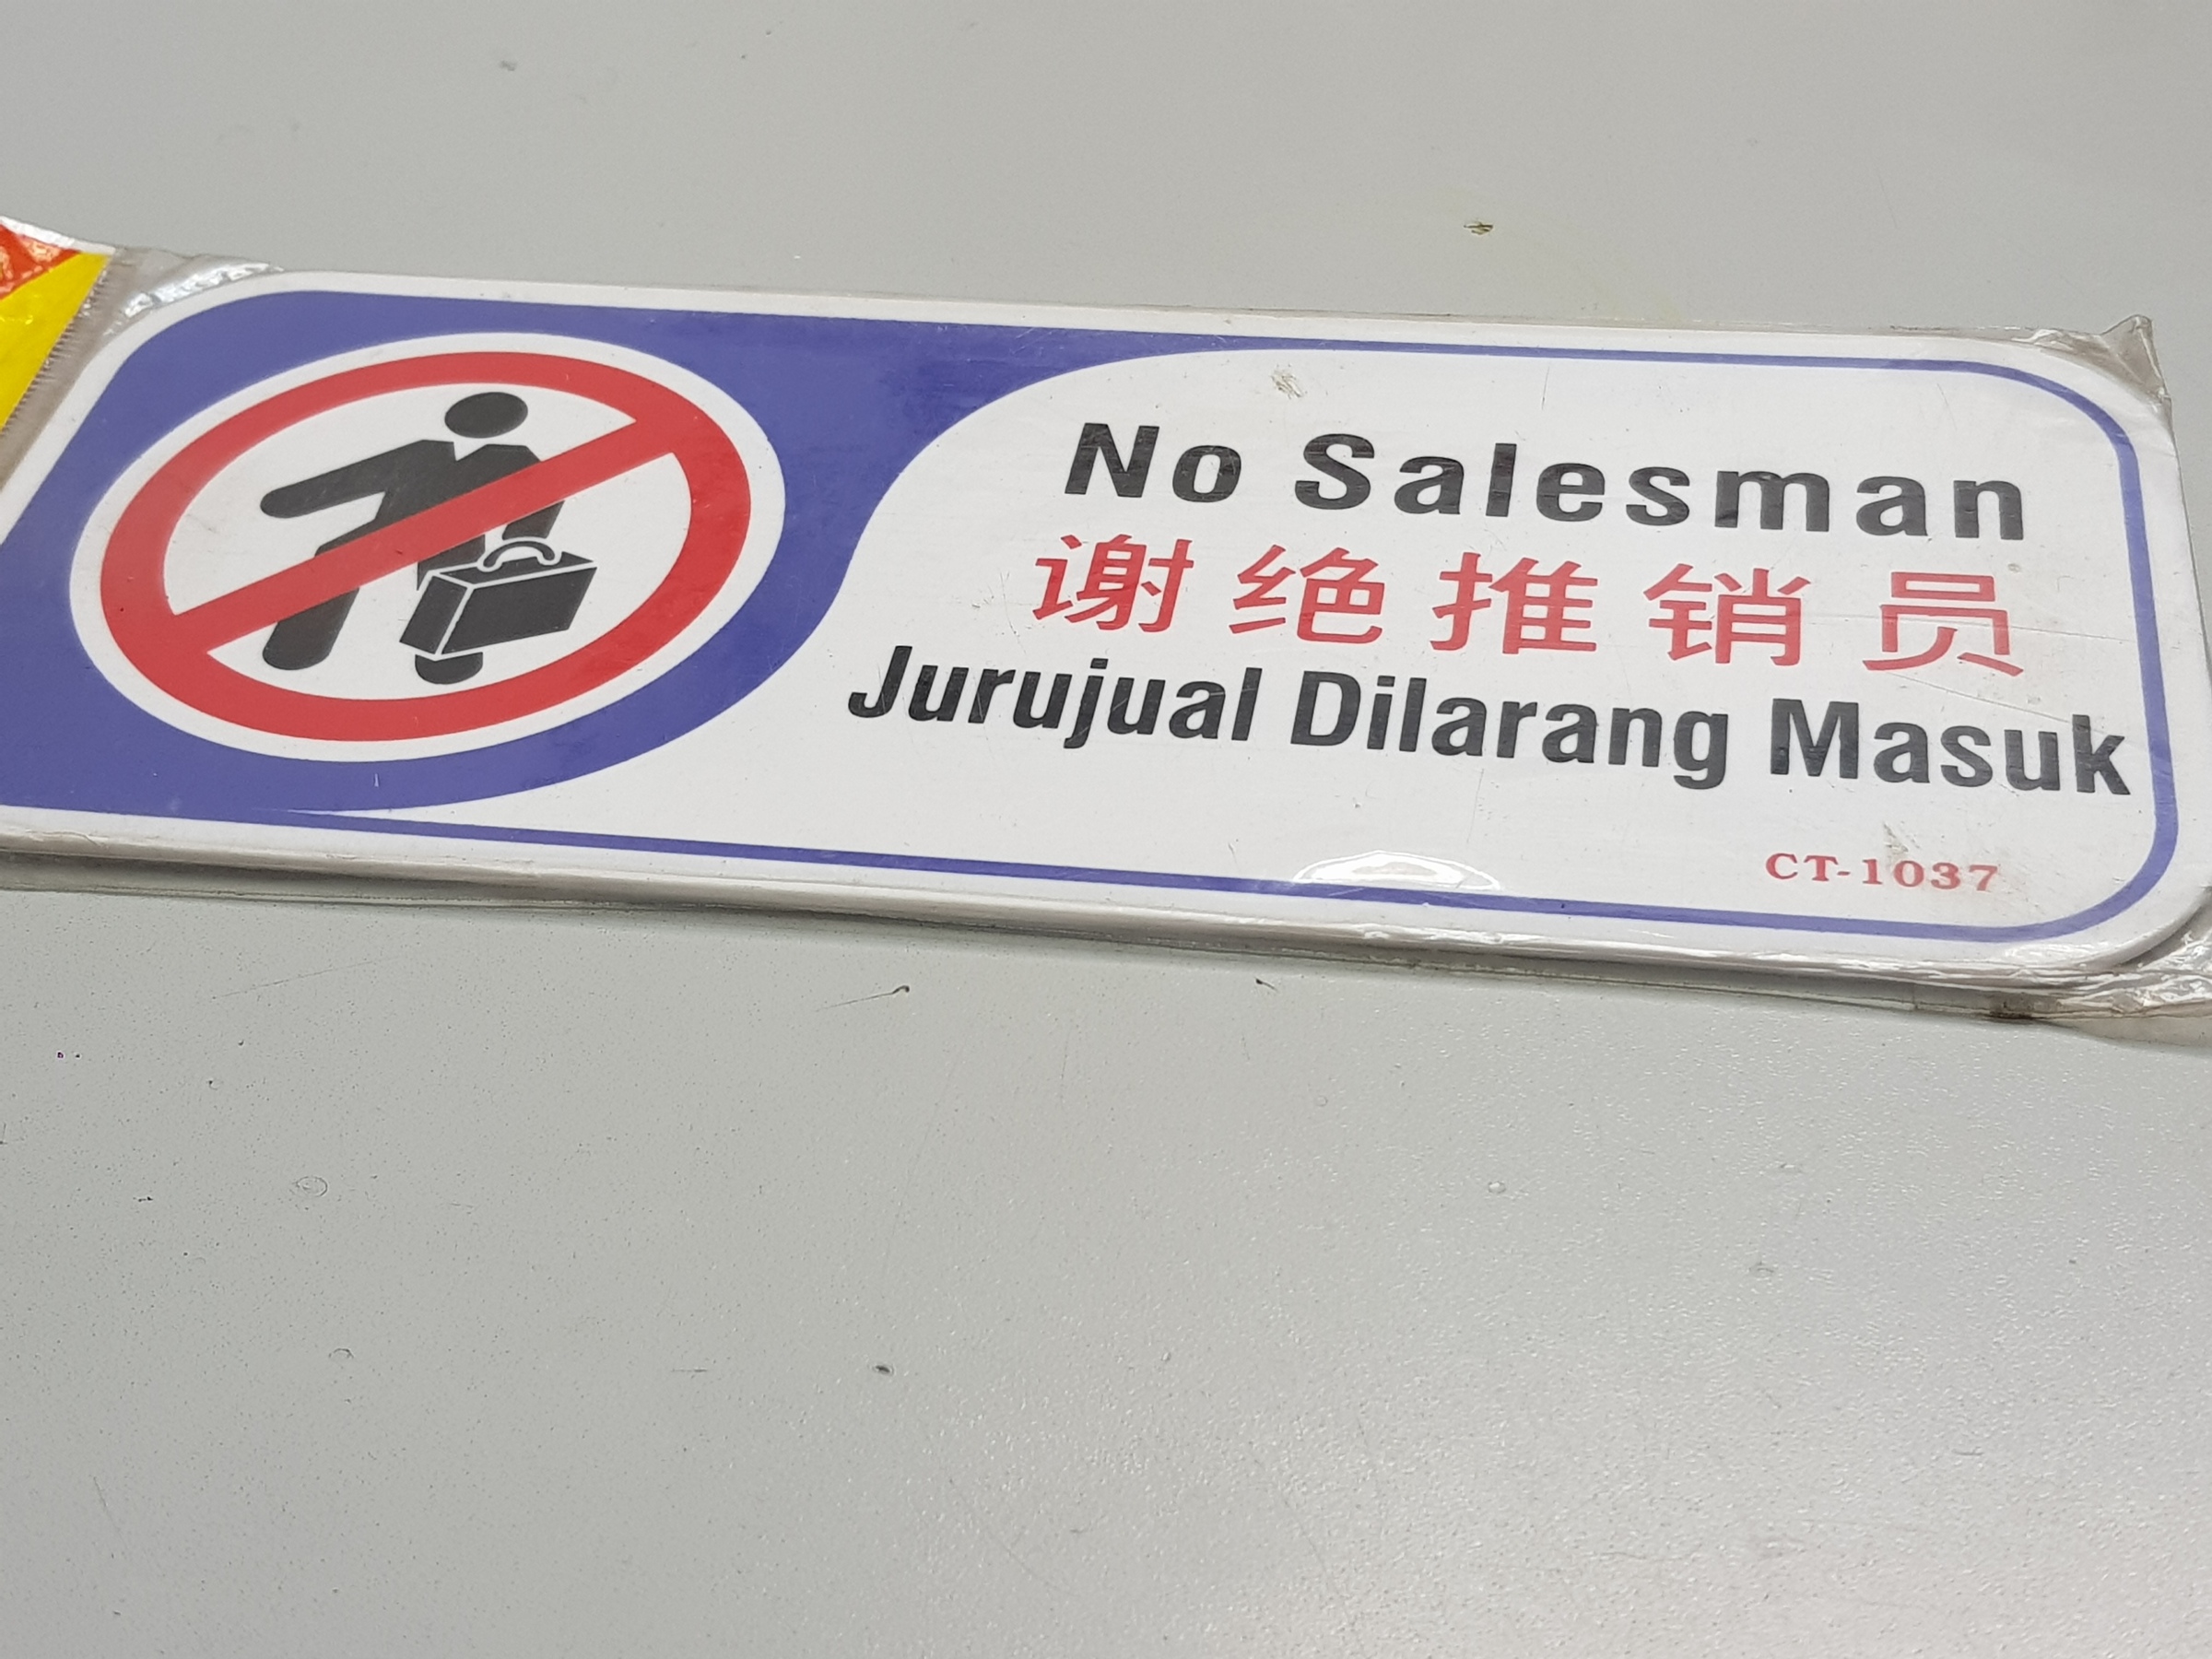 No Salesman
谢绝推销员
Jurujual Dilarang Masuk
CT-1037